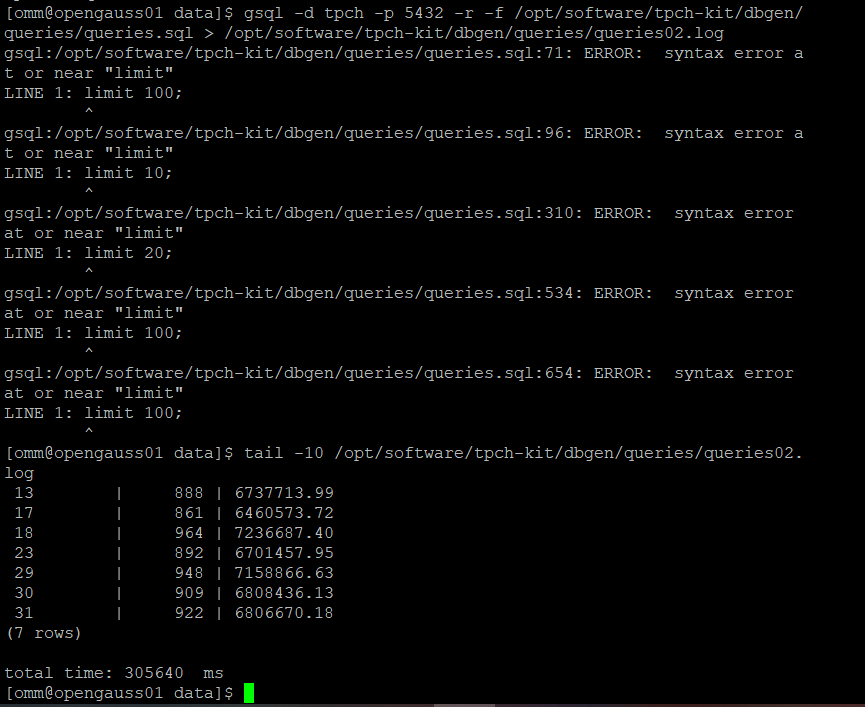 [omm@opengauss01 data]$ gsql -d tpch -p 5432 -r -f /opt/software/tpch-kit/dbgen/
queries/queries.sql > /opt/software/tpch-kit/dbgen/queries/queries02.log
gsql:/opt/software/tpch-kit/dbgen/queries/queries.sql:71: ERROR:  syntax error a
t or near "limit"
LINE 1: limit 100;
        ^
gsql:/opt/software/tpch-kit/dbgen/queries/queries.sql:96: ERROR:  syntax error a
t or near "limit"
LINE 1: limit 10;
        ^
gsql:/opt/software/tpch-kit/dbgen/queries/queries.sql:310: ERROR:  syntax error
at or near "limit"
LINE 1: limit 20;
        ^
gsql:/opt/software/tpch-kit/dbgen/queries/queries.sql:534: ERROR:  syntax error
at or near "limit"
LINE 1: limit 100;
        ^
gsql:/opt/software/tpch-kit/dbgen/queries/queries.sql:654: ERROR:  syntax error
at or near "limit"
LINE 1: limit 100;
        ^
[omm@opengauss01 data]$ tail -10 /opt/software/tpch-kit/dbgen/queries/queries02.
log
 13        |     888 | 6737713.99
 17        |     861 | 6460573.72
 18        |     964 | 7236687.40
 23        |     892 | 6701457.95
 29        |     948 | 7158866.63
 30        |     909 | 6808436.13
 31        |     922 | 6806670.18
(7 rows)

total time: 305640  ms
[omm@opengauss01 data]$